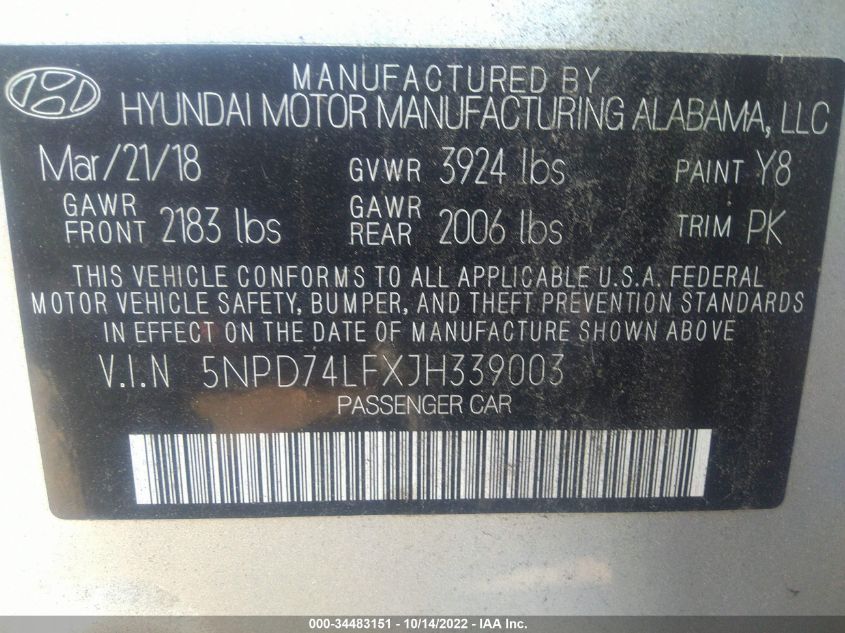 MANUFACTURED BY
HYUNDAI MOTOR MANUFACTURING ALABAMA, LLC
Mar/21/18 GVWR 3924 lbs PAINT Y8
GAWR FRONT 2183 lbs GAWR REAR 2006 lbs TRIM PK
THIS VEHICLE CONFORMS TO ALL APPLICABLE U.S.A. FEDERAL
MOTOR VEHICLE SAFETY, BUMPER, AND THEFT PREVENTION STANDARDS
IN EFFECT ON THE DATE OF MANUFACTURE SHOWN ABOVE
V.I.N 5NPD74LFXJH339003
PASSENGER CAR
000-34483151 - 10/14/2022 - IAA Inc.